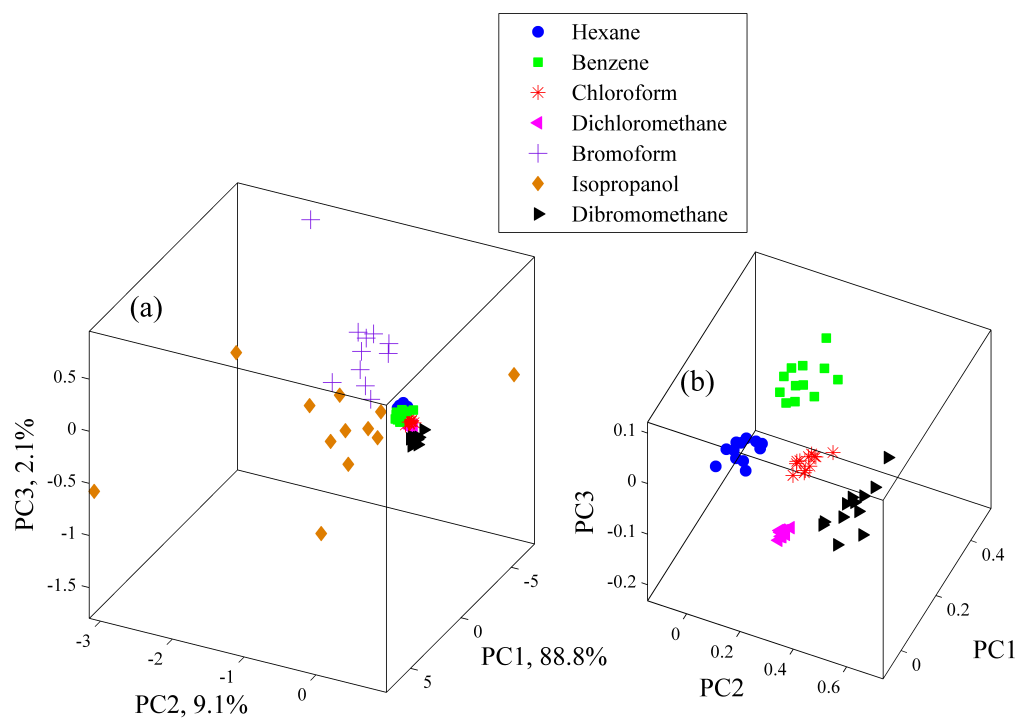 Hexane
Benzene
Chloroform
Dichloromethane
Bromoform
Isopropanol
Dibromomethane
(a)
0.5
0
-0.5
-1
-1.5
PC3, 2.1%
-3
-2
-1
0
PC2, 9.1%
-5
0
5
PC1, 88.8%
(b)
0.1
0
-0.1
-0.2
PC3
0
0.2
0.4
0.6
PC2
0.4
0.2
0
PC1